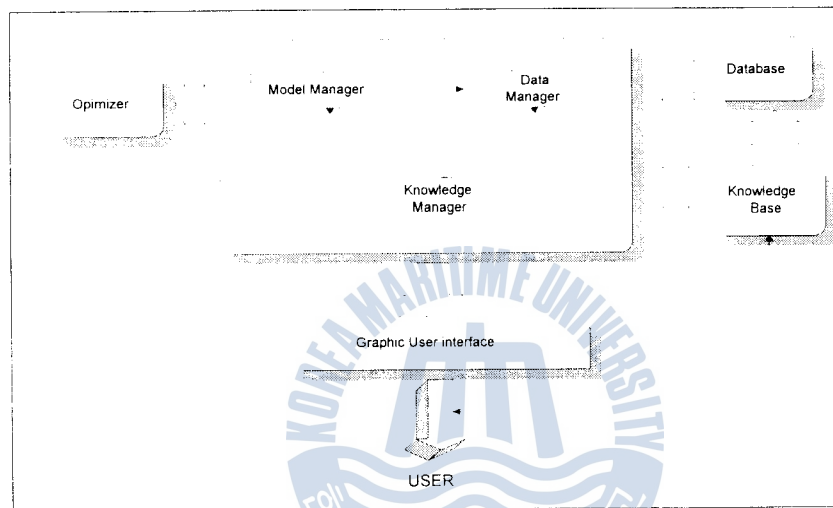 Opimizer
Model Manager
Data
Manager
Database
Knowledge
Manager
Knowledge
Base
Graphic User interface
USER
KOREA MARITIME UNIVERSITY